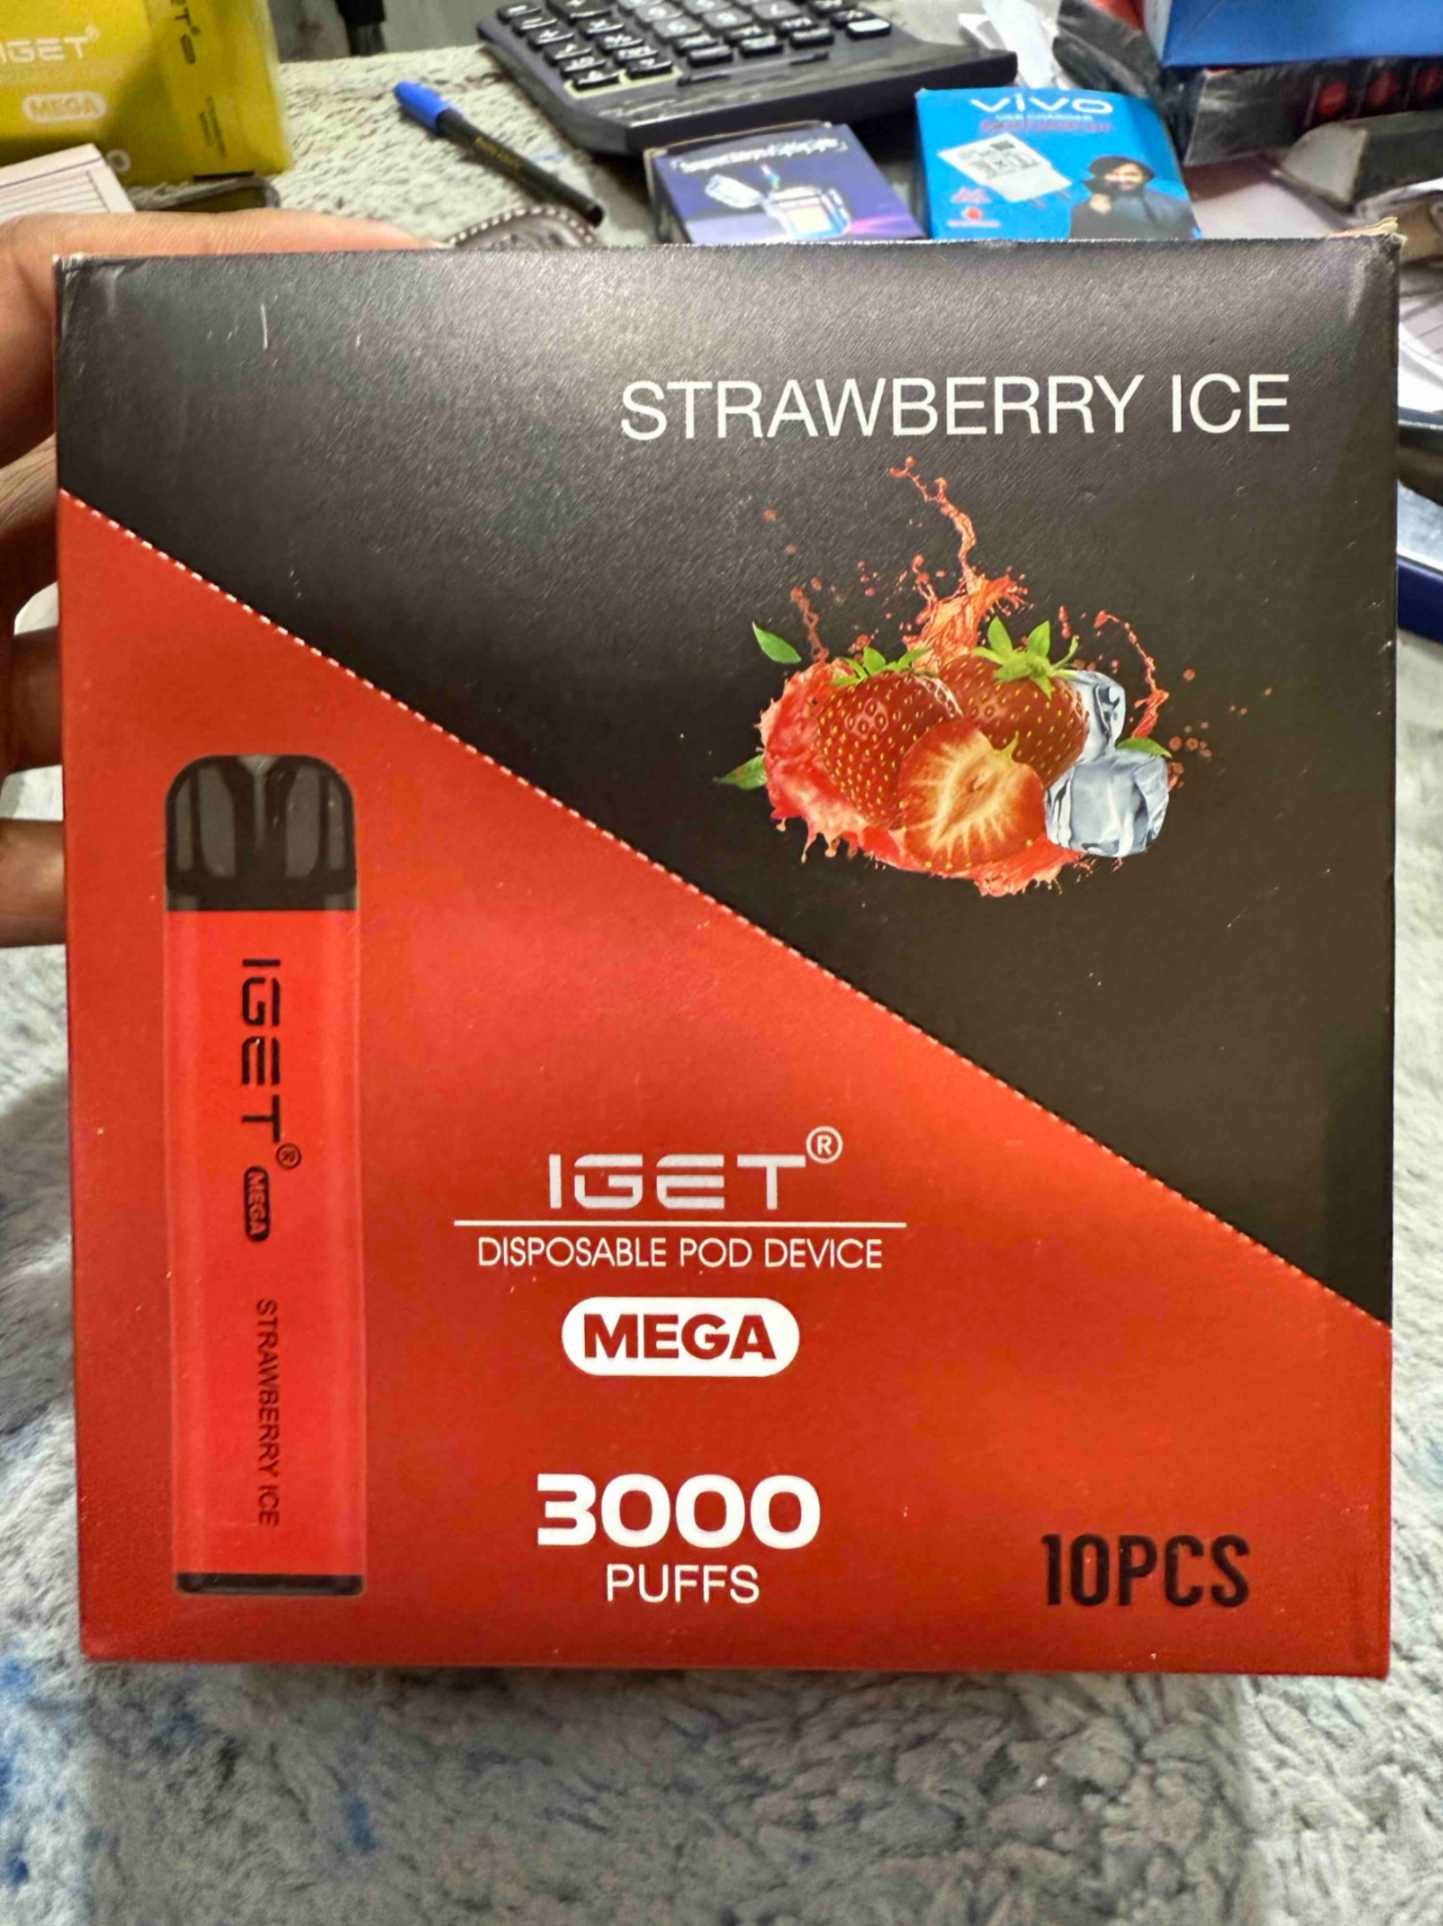 IGET®
MEGA
vivo
STRAWBERRY ICE
IGET®
MEGA
STRAWBERRY ICE
IGET®
DISPOSABLE POD DEVICE
MEGA
3000
PUFFS
10PCS